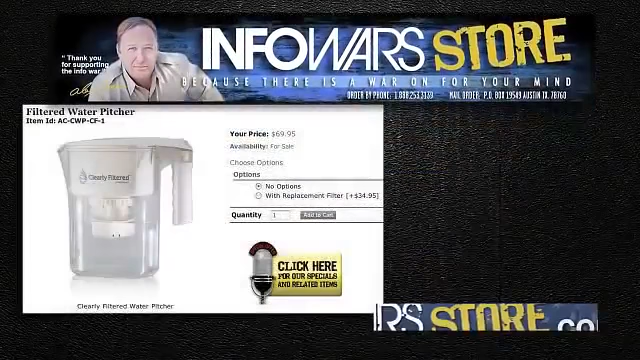 INFOWARS STORE
" Thank you
for supporting
the info war."
BECAUSE THERE IS A WAR ON FOR YOUR MIND
ORDER BY PHONE: 1.888.253.3139 MAIL ORDER: P.O. BOX 19549 AUSTIN TX. 78760
Filtered Water Pitcher
Item Id: AC-CWP-CF-1
Your Price: $69.95
Availability: For Sale
Choose Options
Options
No Options
With Replacement Filter [+$34.95]
Quantity 1 Add to Cart
Clearly Filtered
CLICK HERE
FOR OUR SPECIALS
AND RELATED ITEMS
Clearly Filtered Water Pitcher
RS STORE CO